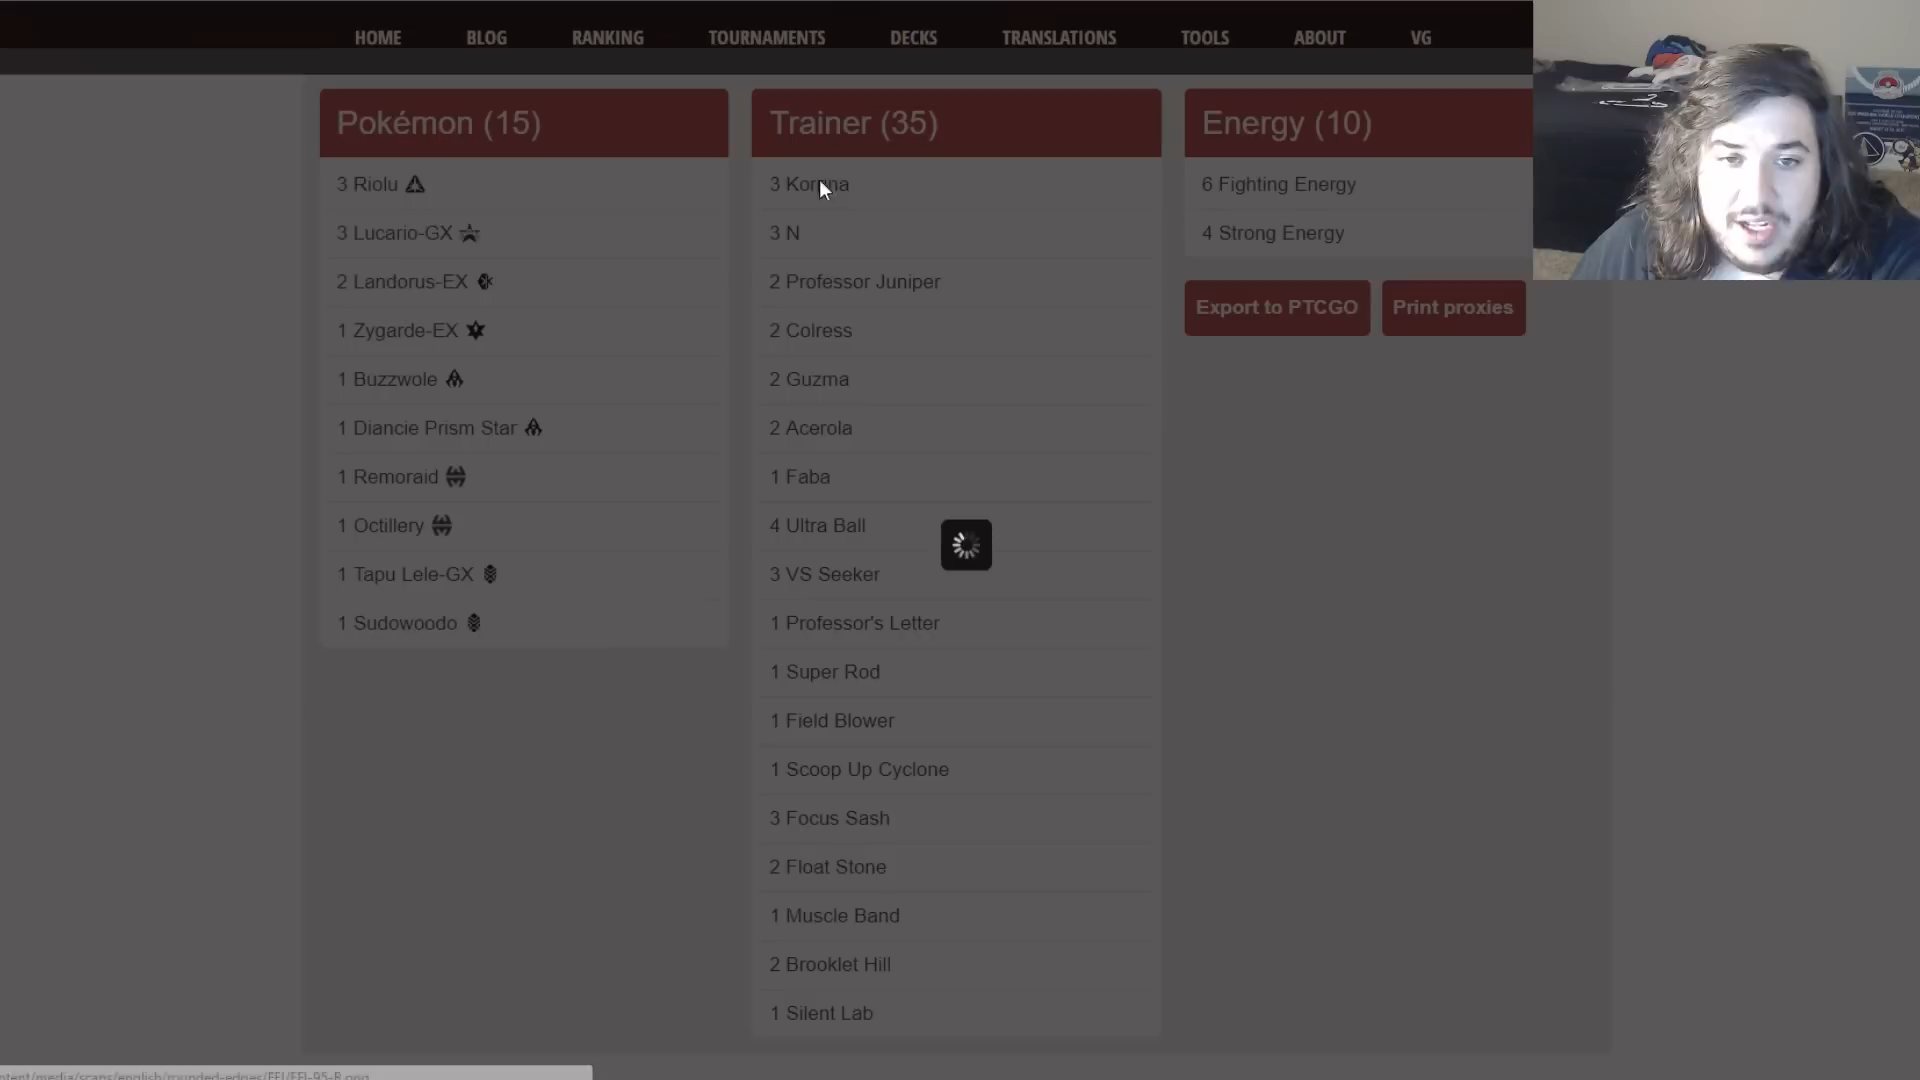 HOME BLOG RANKING TOURNAMENTS DECKS TRANSLATIONS TOOLS ABOUT VG
Pokémon (15)
3 Riolu
3 Lucario-GX
2 Landorus-EX
1 Zygarde-EX
1 Buzzwole
1 Diancie Prism Star
1 Remoraid
1 Octillery
1 Tapu Lele-GX
1 Sudowoodo
Trainer (35)
3 Korrina
3 N
2 Professor Juniper
2 Colress
2 Guzma
2 Acerola
1 Faba
4 Ultra Ball
3 VS Seeker
1 Professor's Letter
1 Super Rod
1 Field Blower
1 Scoop Up Cyclone
3 Focus Sash
2 Float Stone
1 Muscle Band
2 Brooklet Hill
1 Silent Lab
Energy (10)
6 Fighting Energy
4 Strong Energy
Export to PTCGO
Print proxies